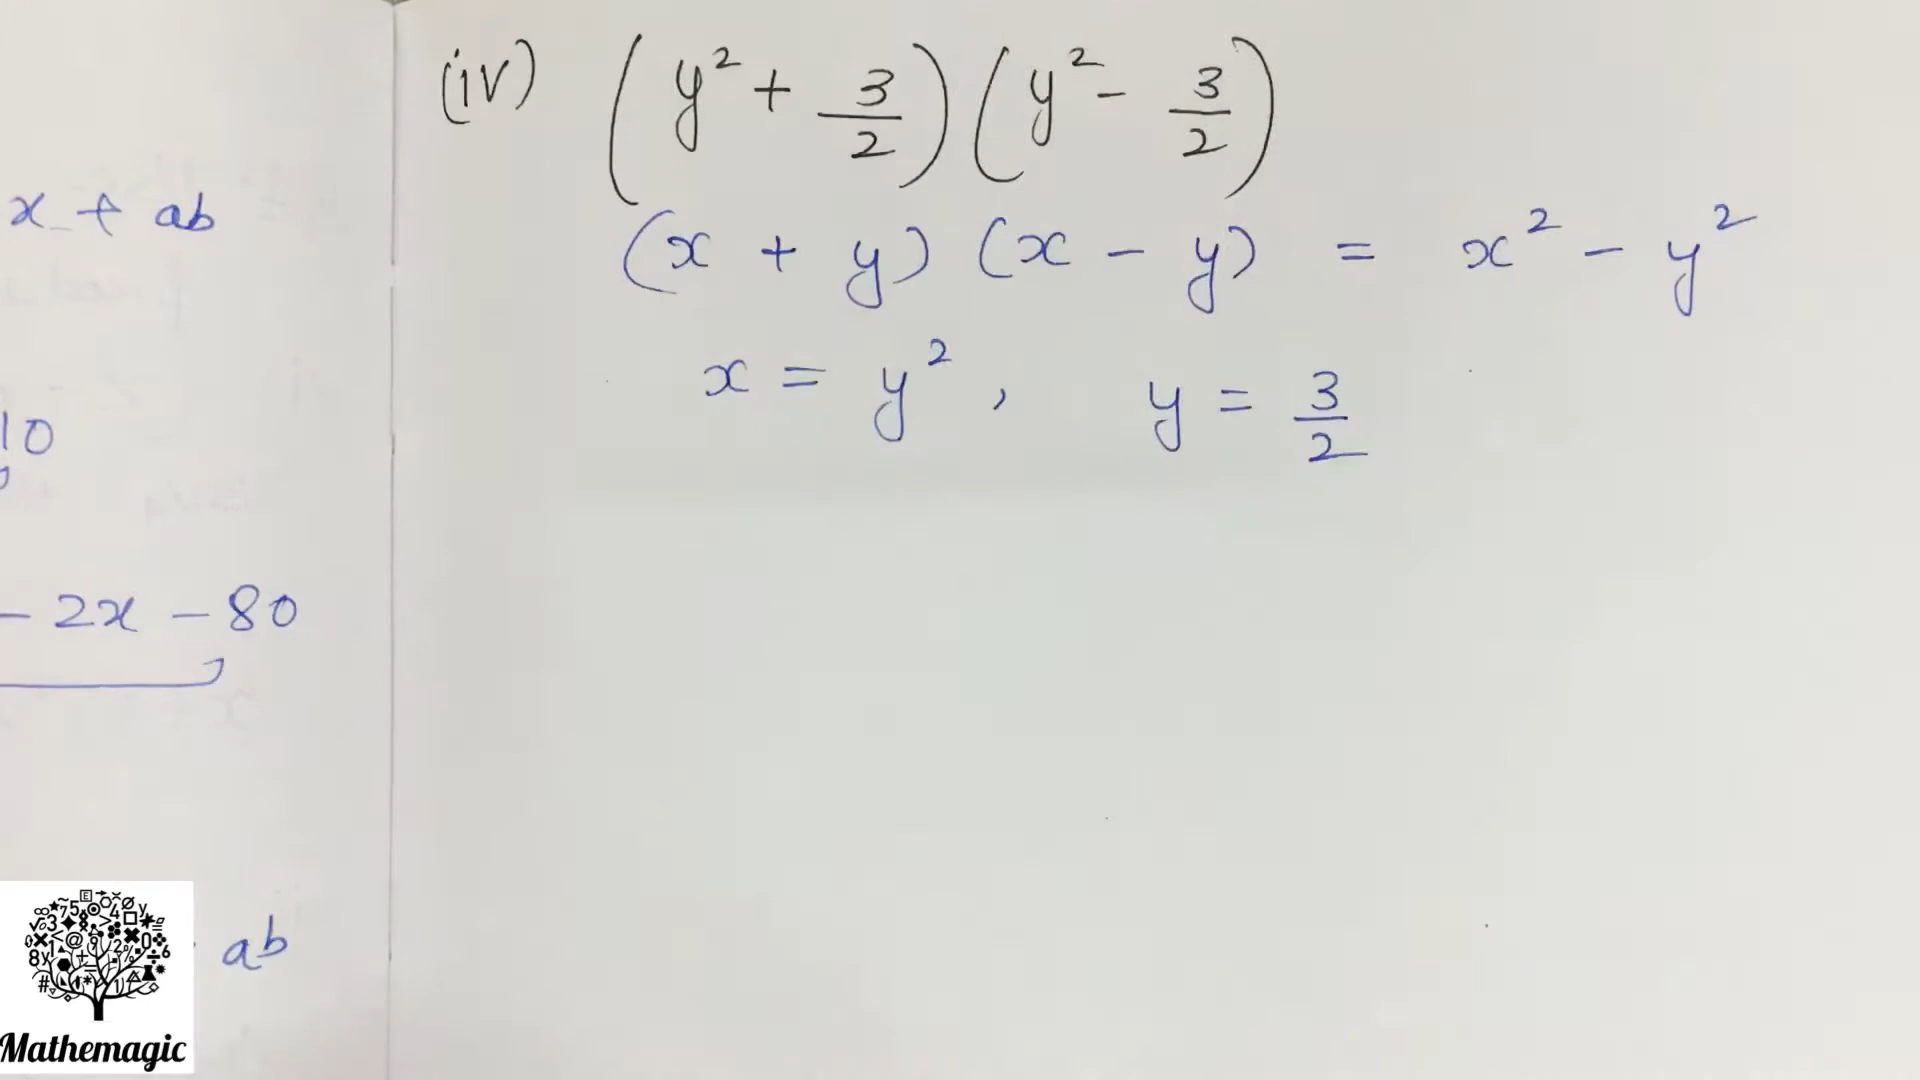 x + ab
10
- 2x - 80
ab
(iv) (y² + 3/2) (y² - 3/2)
(x + y) (x - y) = x² - y²
x = y² , y = 3/2
Mathemagic